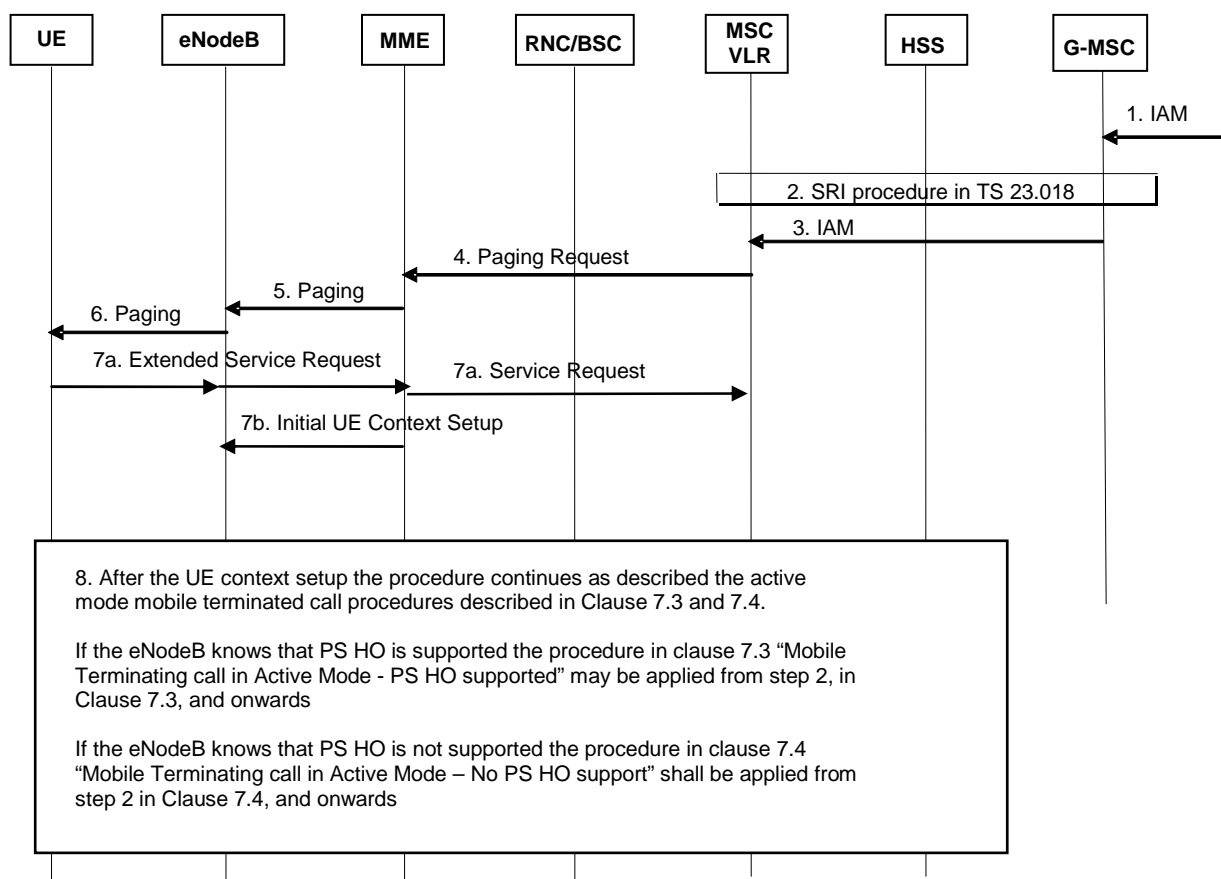 UE
eNodeB
MME
RNC/BSC
MSC
VLR
HSS
G-MSC
1. IAM
2. SRI procedure in TS 23.018
3. IAM
4. Paging Request
5. Paging
6. Paging
7a. Extended Service Request
7a. Service Request
7b. Initial UE Context Setup
8. After the UE context setup the procedure continues as described the active
mode mobile terminated call procedures described in Clause 7.3 and 7.4.
If the eNodeB knows that PS HO is supported the procedure in clause 7.3 “Mobile
Terminating call in Active Mode - PS HO supported” may be applied from step 2, in
Clause 7.3, and onwards
If the eNodeB knows that PS HO is not supported the procedure in clause 7.4
“Mobile Terminating call in Active Mode – No PS HO support” shall be applied from
step 2 in Clause 7.4, and onwards